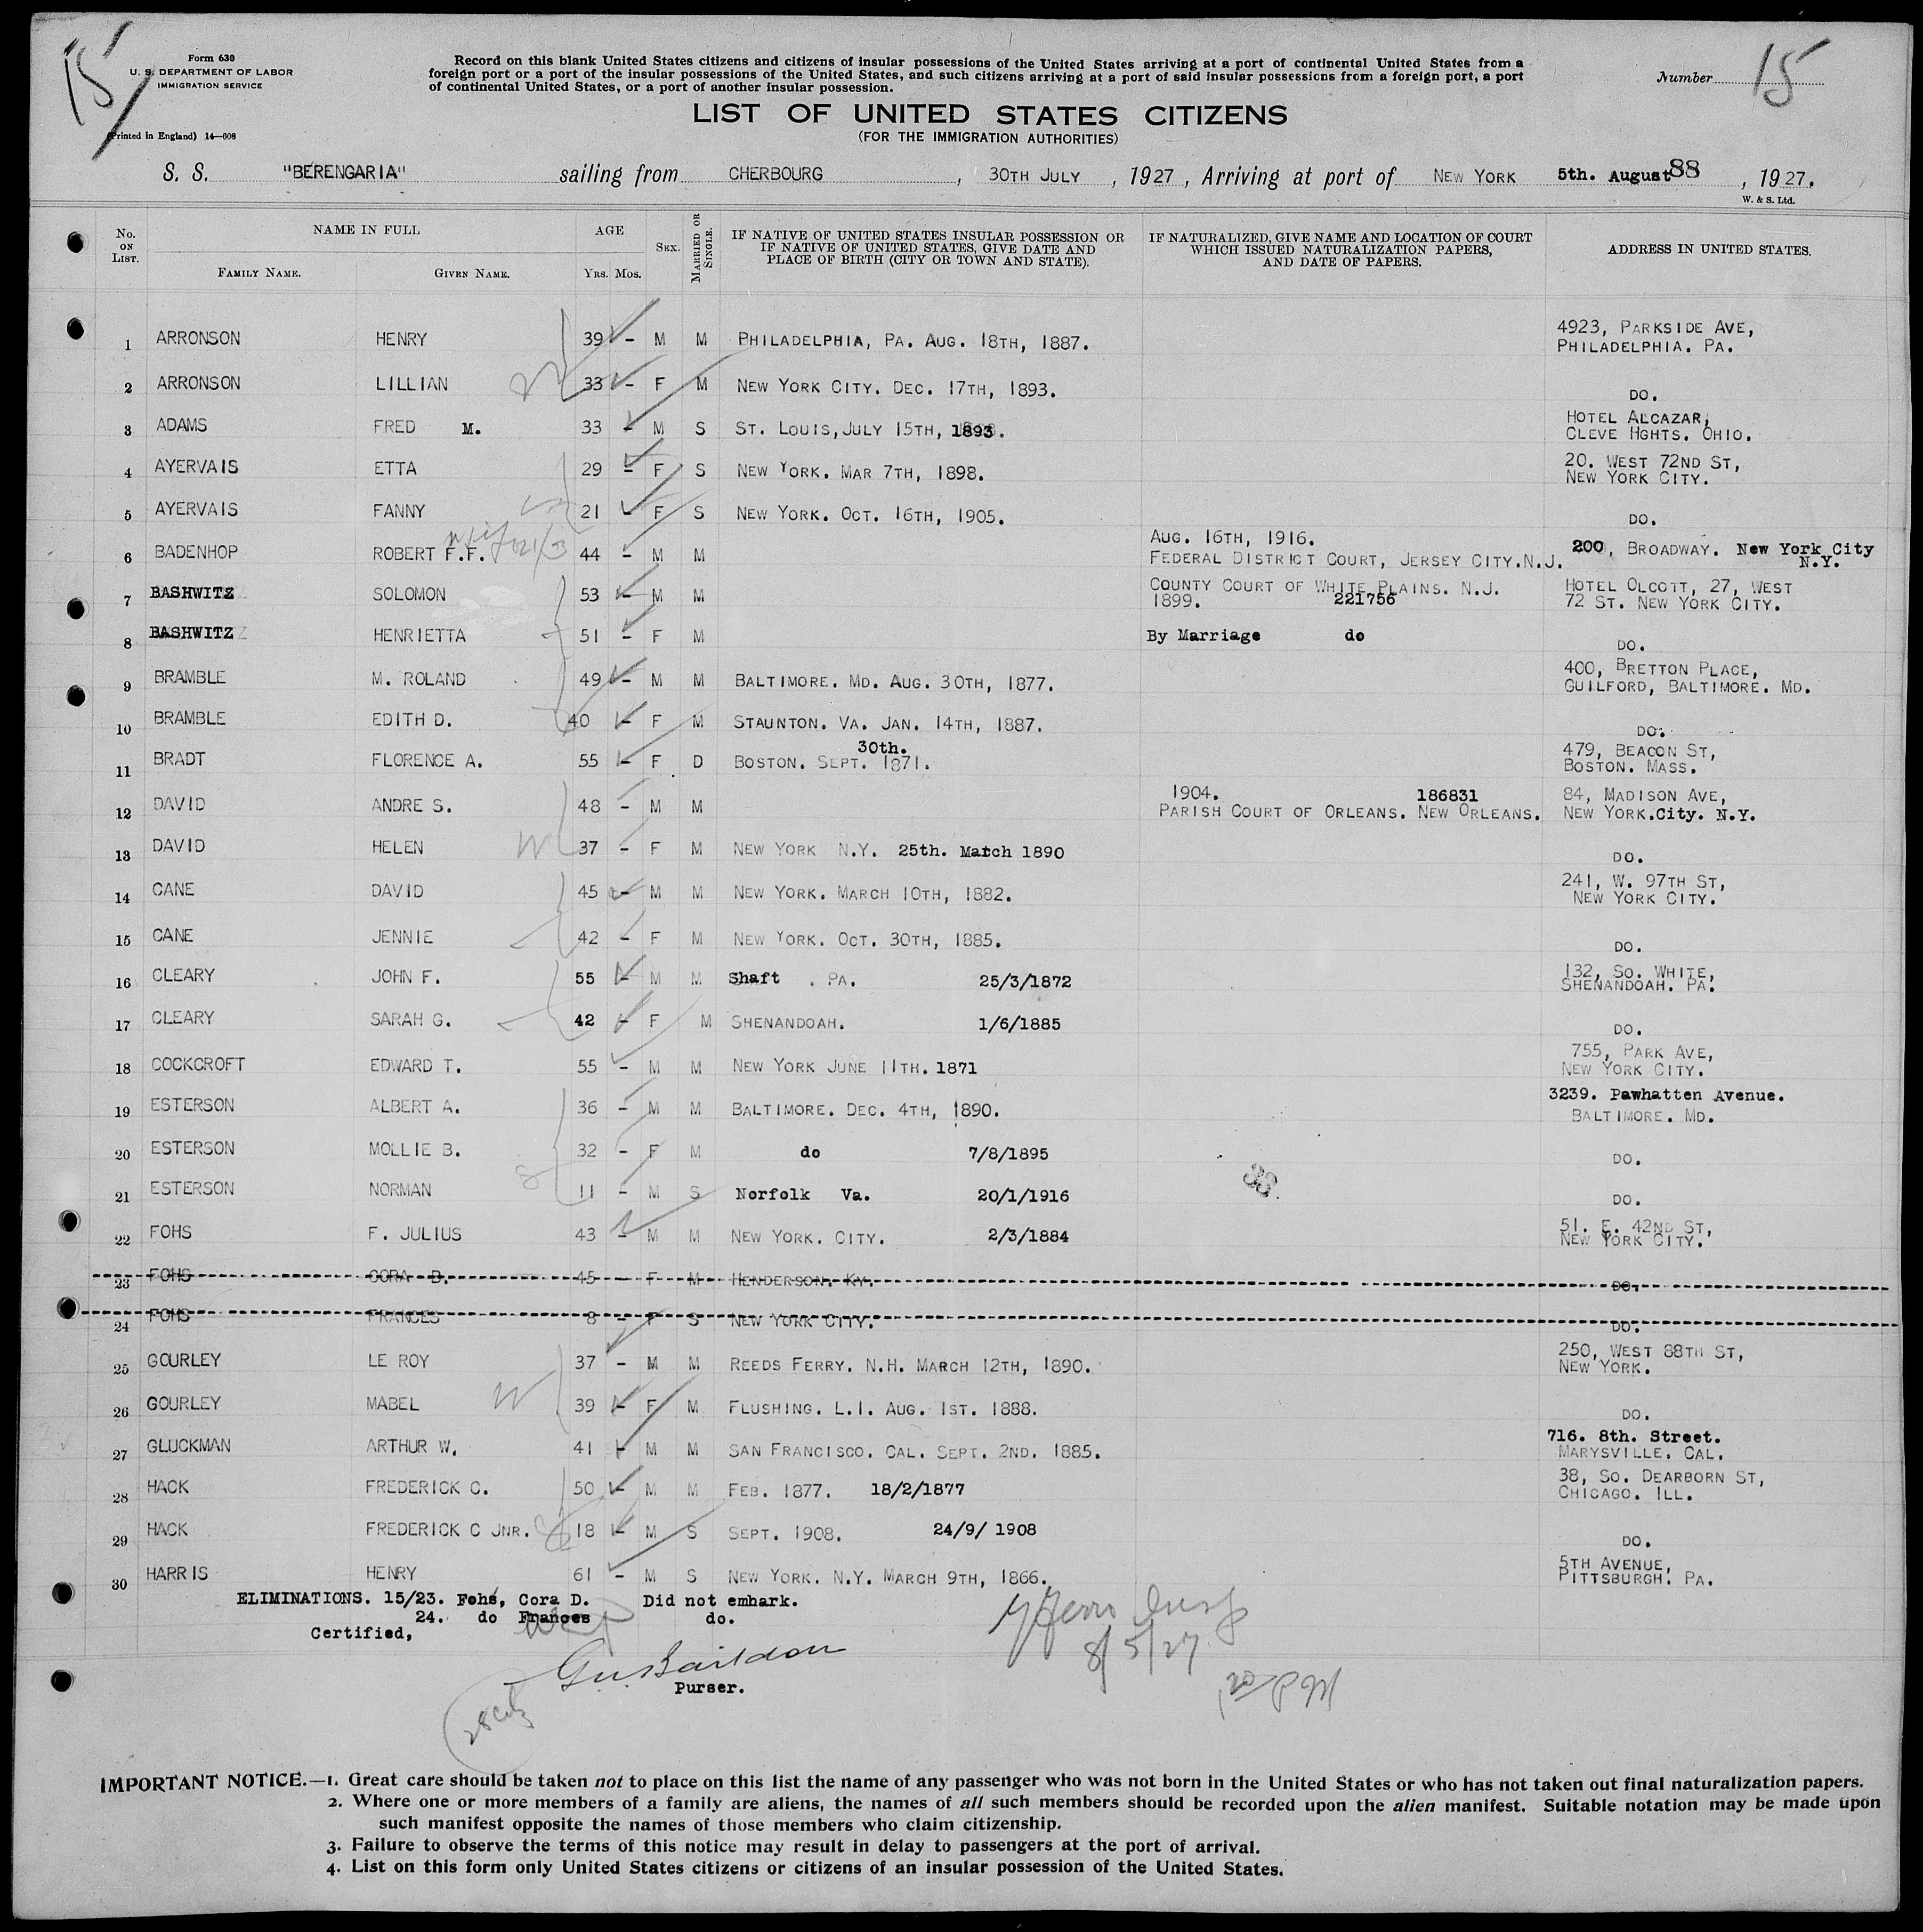 15
Form 630
U. S. DEPARTMENT OF LABOR
IMMIGRATION SERVICE
(Printed in England) 14—608
Record on this blank United States citizens and citizens of insular possessions of the United States arriving at a port of continental United States from a
foreign port or a port of the insular possessions of the United States, and such citizens arriving at a port of said insular possessions from a foreign port, a port
of continental United States, or a port of another insular possession.
Number 15
LIST OF UNITED STATES CITIZENS
(FOR THE IMMIGRATION AUTHORITIES)
S. S. "BERENGARIA" sailing from CHERBOURG, 30TH JULY, 1927, Arriving at port of NEW YORK 5th. August 88, 1927.
W. & S. Ltd.
No. ON LIST. NAME IN FULL FAMILY NAME. GIVEN NAME. AGE YRS. MOS. SEX. MARRIED OR SINGLE. IF NATIVE OF UNITED STATES INSULAR POSSESSION OR IF NATIVE OF UNITED STATES, GIVE DATE AND PLACE OF BIRTH (CITY OR TOWN AND STATE). IF NATURALIZED, GIVE NAME AND LOCATION OF COURT WHICH ISSUED NATURALIZATION PAPERS, AND DATE OF PAPERS. ADDRESS IN UNITED STATES.
1 ARRONSON HENRY 39 - M M PHILADELPHIA, PA. AUG. 18TH, 1887. 4923, PARKSIDE AVE, PHILADELPHIA. PA.
2 ARRONSON LILLIAN 33 - F M NEW YORK CITY. DEC. 17TH, 1893. DO.
3 ADAMS FRED M. 33 - M S ST. LOUIS, JULY 15TH, 1893. HOTEL ALCAZAR, CLEVE HGHTS. OHIO.
4 AYERVAIS ETTA 29 - F S NEW YORK. MAR 7TH, 1898. 20. WEST 72ND ST, NEW YORK CITY.
5 AYERVAIS FANNY 21 - F S NEW YORK. OCT. 16TH, 1905. DO.
6 BADENHOP ROBERT F.F. 44 - M M AUG. 16TH, 1916. FEDERAL DISTRICT COURT, JERSEY CITY.N.J. 200, BROADWAY. New York City N.Y.
7 BASHWITZ SOLOMON 53 - M M COUNTY COURT OF WHITE PLAINS. N.J. 1899. 221756 HOTEL OLCOTT, 27, WEST 72 ST. NEW YORK CITY.
8 BASHWITZ HENRIETTA 51 - F M By Marriage do DO.
9 BRAMBLE M. ROLAND 49 - M M BALTIMORE. MD. AUG. 30TH, 1877. 400, BRETTON PLACE, GUILFORD, BALTIMORE. MD.
10 BRAMBLE EDITH D. 40 - F M STAUNTON. VA. JAN. 14TH, 1887. DO.
11 BRADT FLORENCE A. 55 - F D BOSTON. SEPT. 30th. 1871. 479, BEACON ST, BOSTON. MASS.
12 DAVID ANDRE S. 48 - M M 1904. 186831 PARISH COURT OF ORLEANS. NEW ORLEANS. 84, MADISON AVE, NEW YORK.City. N.Y.
13 DAVID HELEN 37 - F M NEW YORK N.Y. 25th. March 1890 DO.
14 CANE DAVID 45 - M M NEW YORK. MARCH 10TH, 1882. 241, W. 97TH ST, NEW YORK CITY.
15 CANE JENNIE 42 - F M NEW YORK. OCT. 30TH, 1885. DO.
16 CLEARY JOHN F. 55 - M M Shaft . PA. 25/3/1872 132, SO. WHITE, SHENANDOAH. PA.
17 CLEARY SARAH G. 42 - F M SHENANDOAH. 1/6/1885 DO.
18 COCKCROFT EDWARD T. 55 - M M NEW YORK JUNE 11TH. 1871 755, PARK AVE, NEW YORK CITY.
19 ESTERSON ALBERT A. 36 - M M BALTIMORE. DEC. 4TH, 1890. 3239. Pawhatten Avenue. BALTIMORE. MD.
20 ESTERSON MOLLIE B. 32 - F M do 7/8/1895 DO.
21 ESTERSON NORMAN 11 - M S Norfolk Va. 20/1/1916 DO.
22 FOHS F. JULIUS 43 - M M NEW YORK. CITY. 2/3/1884 51. E. 42ND ST, NEW YORK CITY.
23 FOHS CORA D. 45 - F M HENDERSON. KY. DO.
24 FOHS FRANCES 8 - F S NEW YORK CITY. DO.
25 GOURLEY LE ROY 37 - M M REEDS FERRY. N.H. MARCH 12TH, 1890. 250, WEST 88TH ST, NEW YORK.
26 GOURLEY MABEL 39 - F M FLUSHING. L.I. AUG. 1ST. 1888. DO.
27 GLUCKMAN ARTHUR W. 41 - M M SAN FRANCISCO. CAL. SEPT. 2ND. 1885. 716. 8th. Street. MARYSVILLE. CAL.
28 HACK FREDERICK C. 50 - M M FEB. 1877. 18/2/1877 38, SO. DEARBORN ST, CHICAGO. ILL.
29 HACK FREDERICK C JNR. 18 - M S SEPT. 1908. 24/9/ 1908 DO.
30 HARRIS HENRY 61 - M S NEW YORK. N.Y. MARCH 9TH, 1866. 5TH AVENUE, PITTSBURGH. PA.
ELIMINATIONS. 15/23. Fohs, Cora D. Did not embark.
24. do Frances do.
Certified,
Purser.
8/5/27
IMPORTANT NOTICE.—1. Great care should be taken not to place on this list the name of any passenger who was not born in the United States or who has not taken out final naturalization papers.
2. Where one or more members of a family are aliens, the names of all such members should be recorded upon the alien manifest. Suitable notation may be made upon
such manifest opposite the names of those members who claim citizenship.
3. Failure to observe the terms of this notice may result in delay to passengers at the port of arrival.
4. List on this form only United States citizens or citizens of an insular possession of the United States.